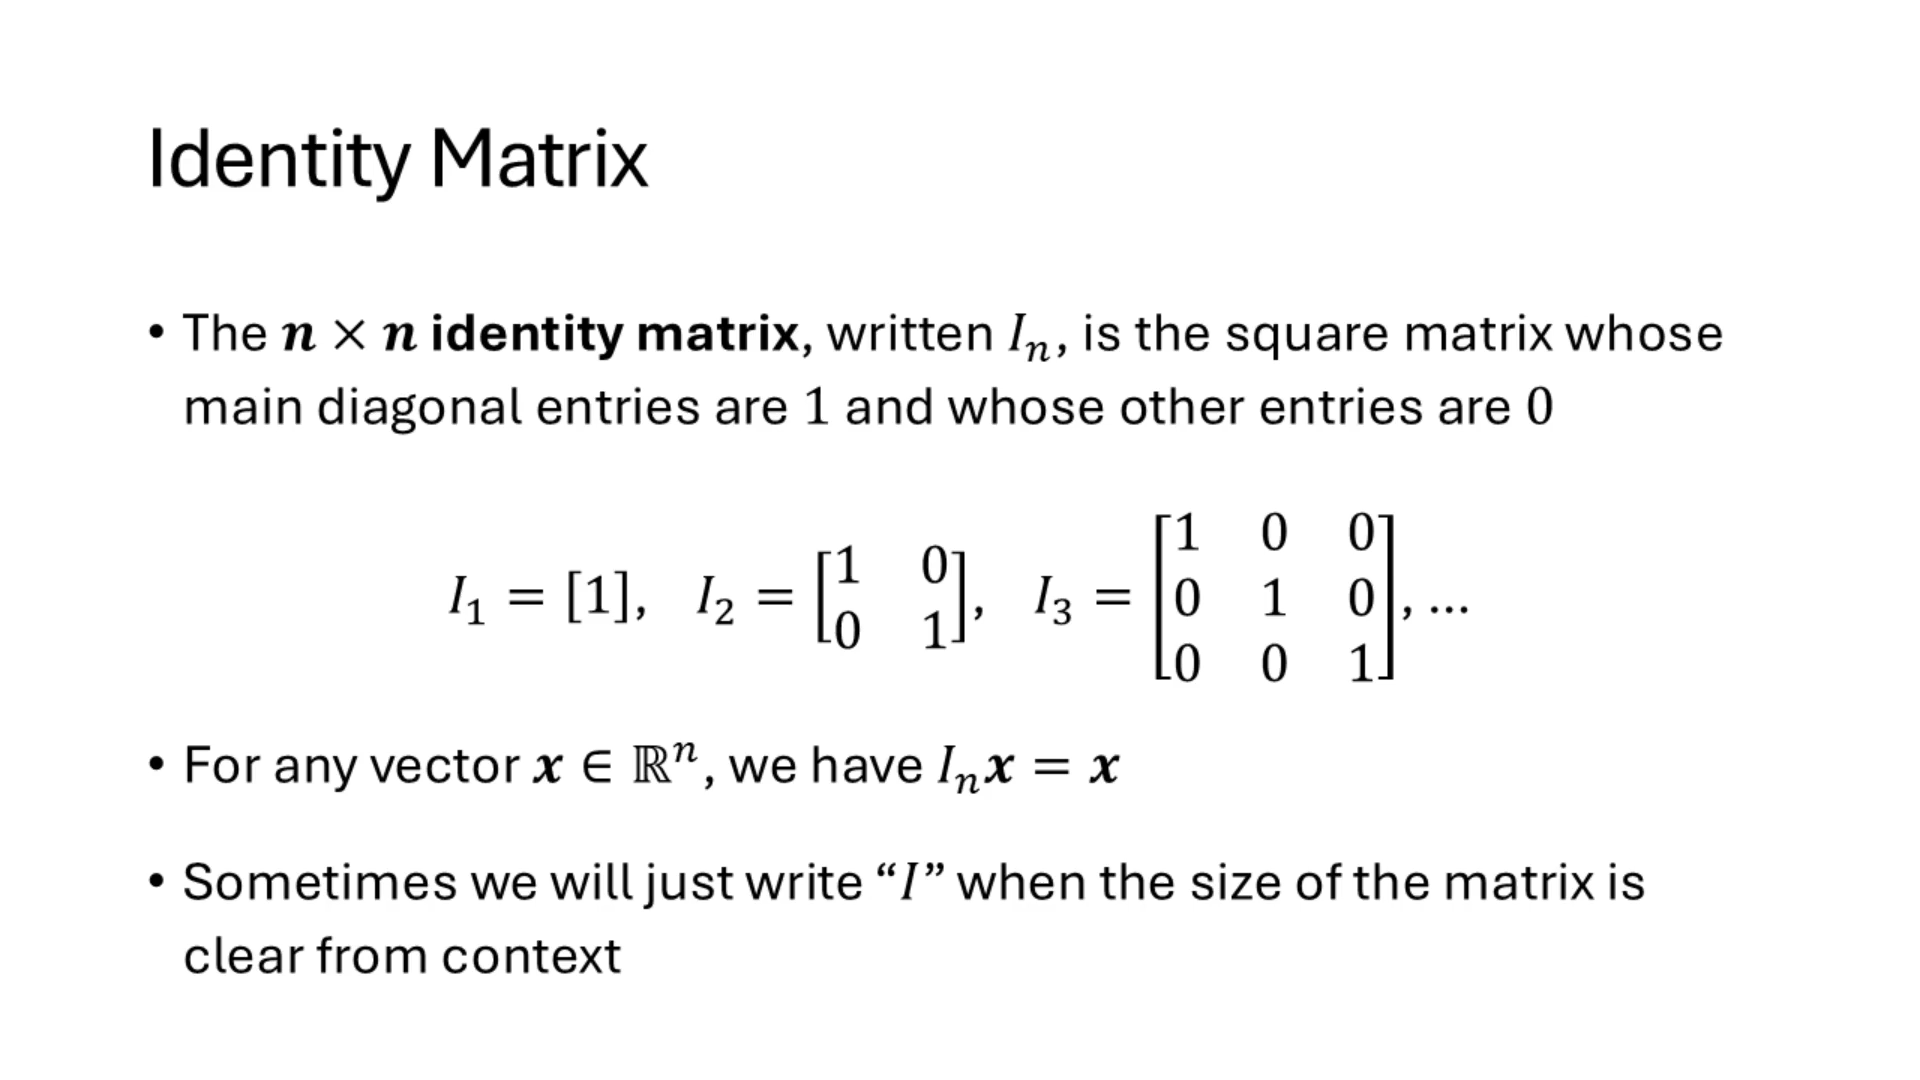 Identity Matrix
• The n × n identity matrix, written Iₙ, is the square matrix whose
main diagonal entries are 1 and whose other entries are 0
I₁ = [1], I₂ = [1 0; 0 1], I₃ = [1 0 0; 0 1 0; 0 0 1], …
• For any vector x ∈ ℝⁿ, we have Iₙx = x
• Sometimes we will just write “I” when the size of the matrix is
clear from context